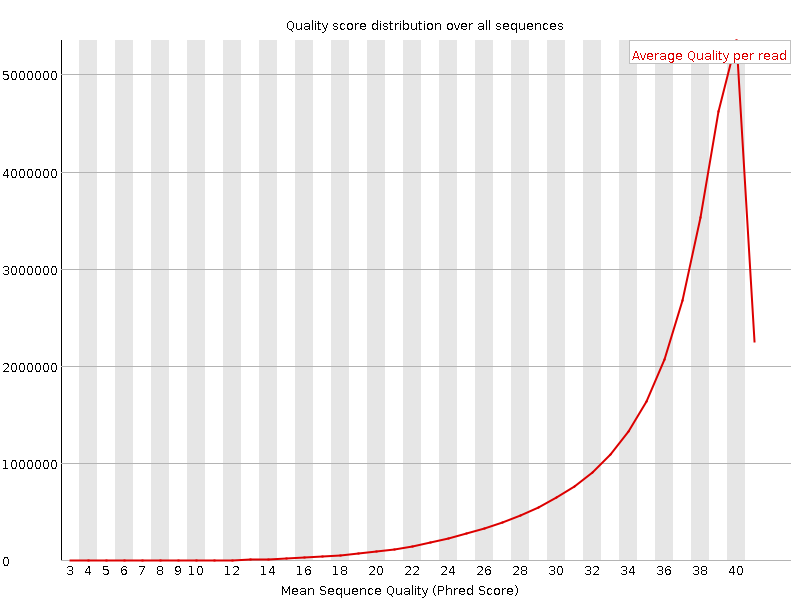 Quality score distribution over all sequences
Average Quality per read
5000000
4000000
3000000
2000000
1000000
0
3 4 5 6 7 8 9 10 12 14 16 18 20 22 24 26 28 30 32 34 36 38 40
Mean Sequence Quality (Phred Score)